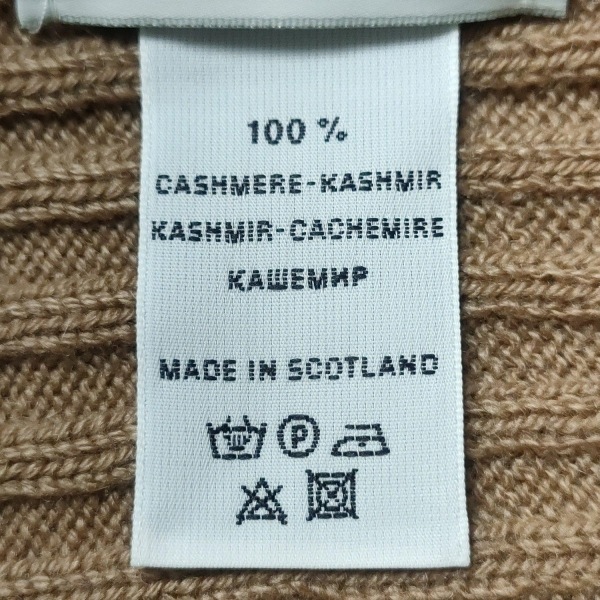 100 %
CASHMERE-KASHMIR
KASHMIR-CACHEMIRE
КАШЕМИР
MADE IN SCOTLAND
P